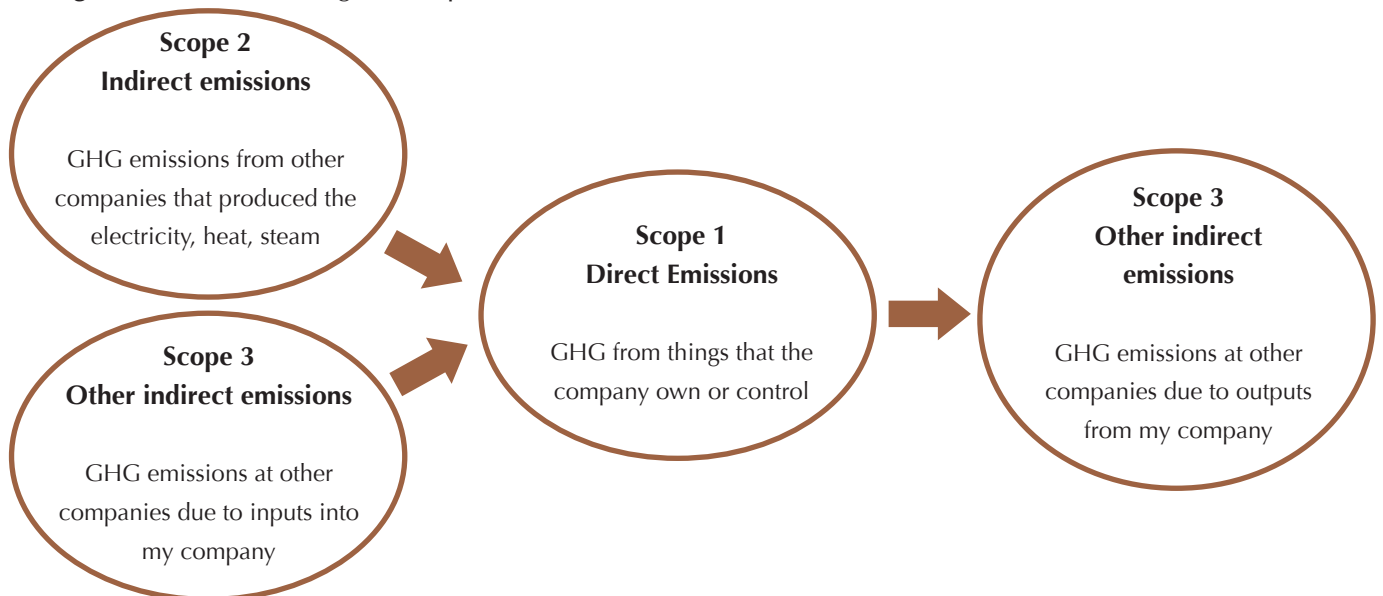 Scope 2
Indirect emissions
GHG emissions from other
companies that produced the
electricity, heat, steam
Scope 3
Other indirect emissions
GHG emissions at other
companies due to inputs into
my company
Scope 1
Direct Emissions
GHG from things that the
company own or control
Scope 3
Other indirect
emissions
GHG emissions at other
companies due to outputs
from my company